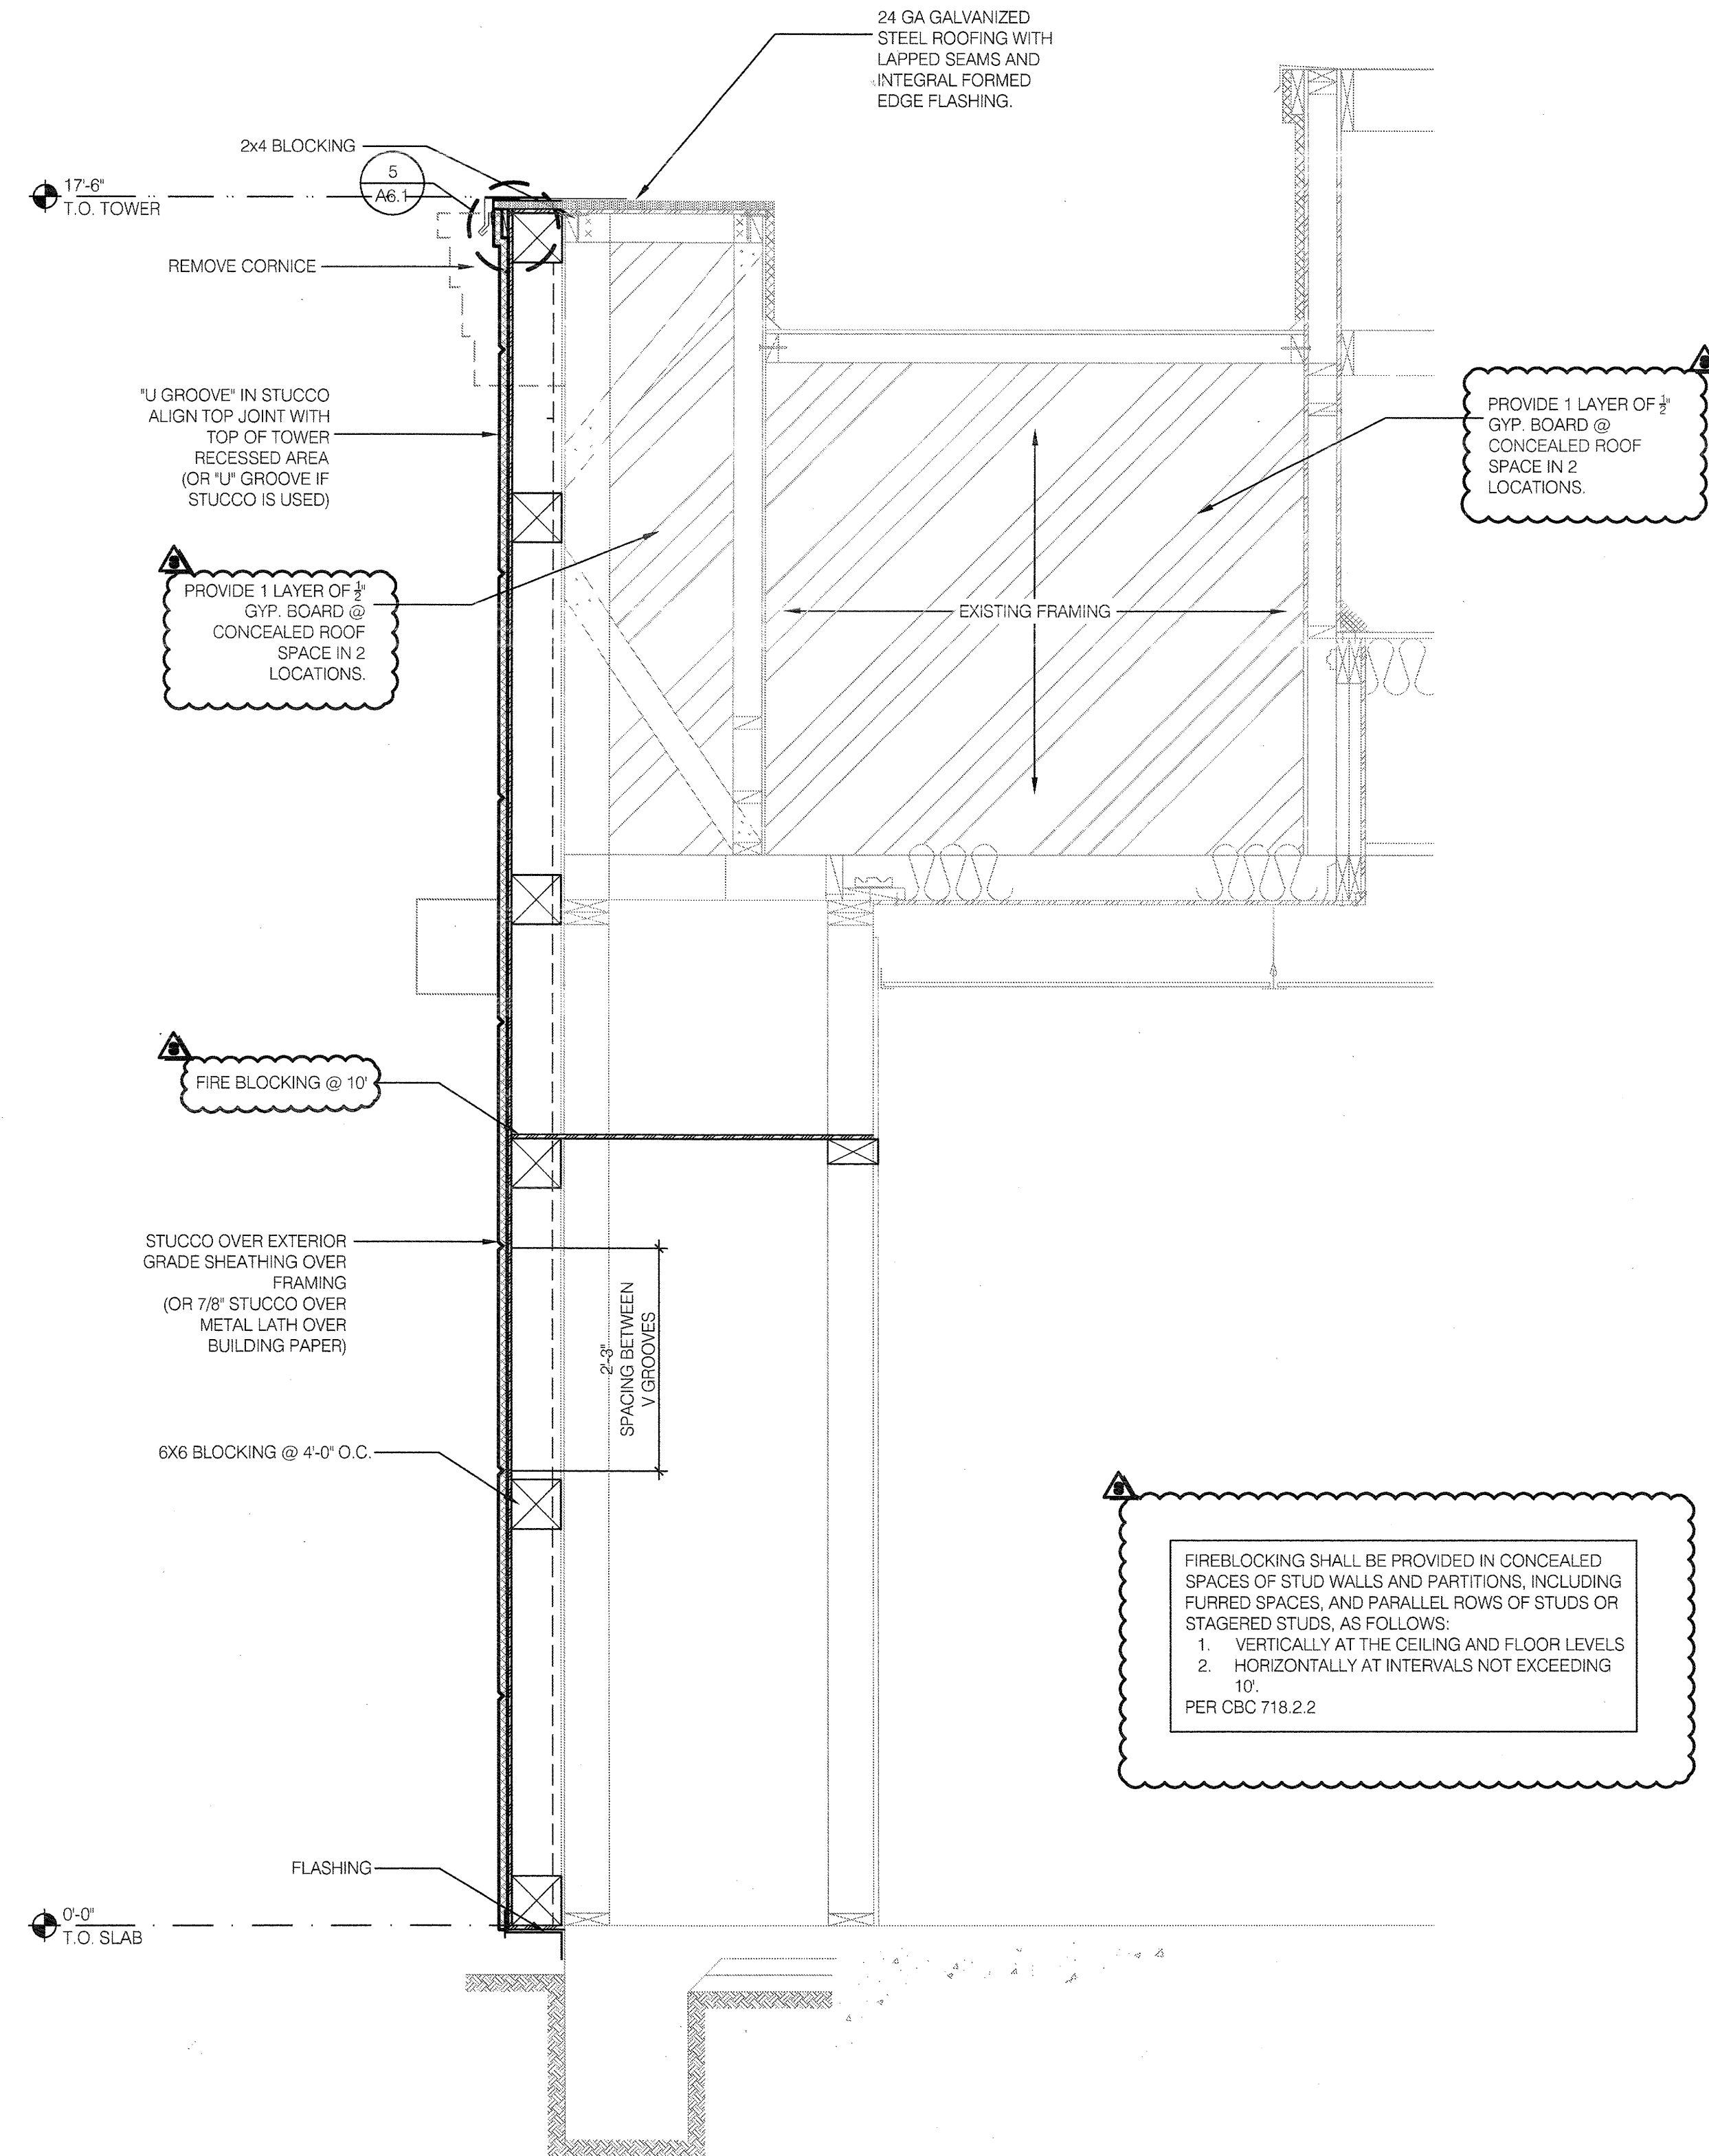 24 GA GALVANIZED
STEEL ROOFING WITH
LAPPED SEAMS AND
INTEGRAL FORMED
EDGE FLASHING.
2x4 BLOCKING
5
A6.1
17'-6"
T.O. TOWER
REMOVE CORNICE
"U GROOVE" IN STUCCO
ALIGN TOP JOINT WITH
TOP OF TOWER
RECESSED AREA
(OR "U" GROOVE IF
STUCCO IS USED)
PROVIDE 1 LAYER OF 1/2"
GYP. BOARD @
CONCEALED ROOF
SPACE IN 2
LOCATIONS.
PROVIDE 1 LAYER OF 1/2"
GYP. BOARD @
CONCEALED ROOF
SPACE IN 2
LOCATIONS.
EXISTING FRAMING
FIRE BLOCKING @ 10'
STUCCO OVER EXTERIOR
GRADE SHEATHING OVER
FRAMING
(OR 7/8" STUCCO OVER
METAL LATH OVER
BUILDING PAPER)
2'-3"
SPACING BETWEEN
V GROOVES
6X6 BLOCKING @ 4'-0" O.C.
FIREBLOCKING SHALL BE PROVIDED IN CONCEALED
SPACES OF STUD WALLS AND PARTITIONS, INCLUDING
FURRED SPACES, AND PARALLEL ROWS OF STUDS OR
STAGERED STUDS, AS FOLLOWS:
1. VERTICALLY AT THE CEILING AND FLOOR LEVELS
2. HORIZONTALLY AT INTERVALS NOT EXCEEDING
10'.
PER CBC 718.2.2
FLASHING
0'-0"
T.O. SLAB